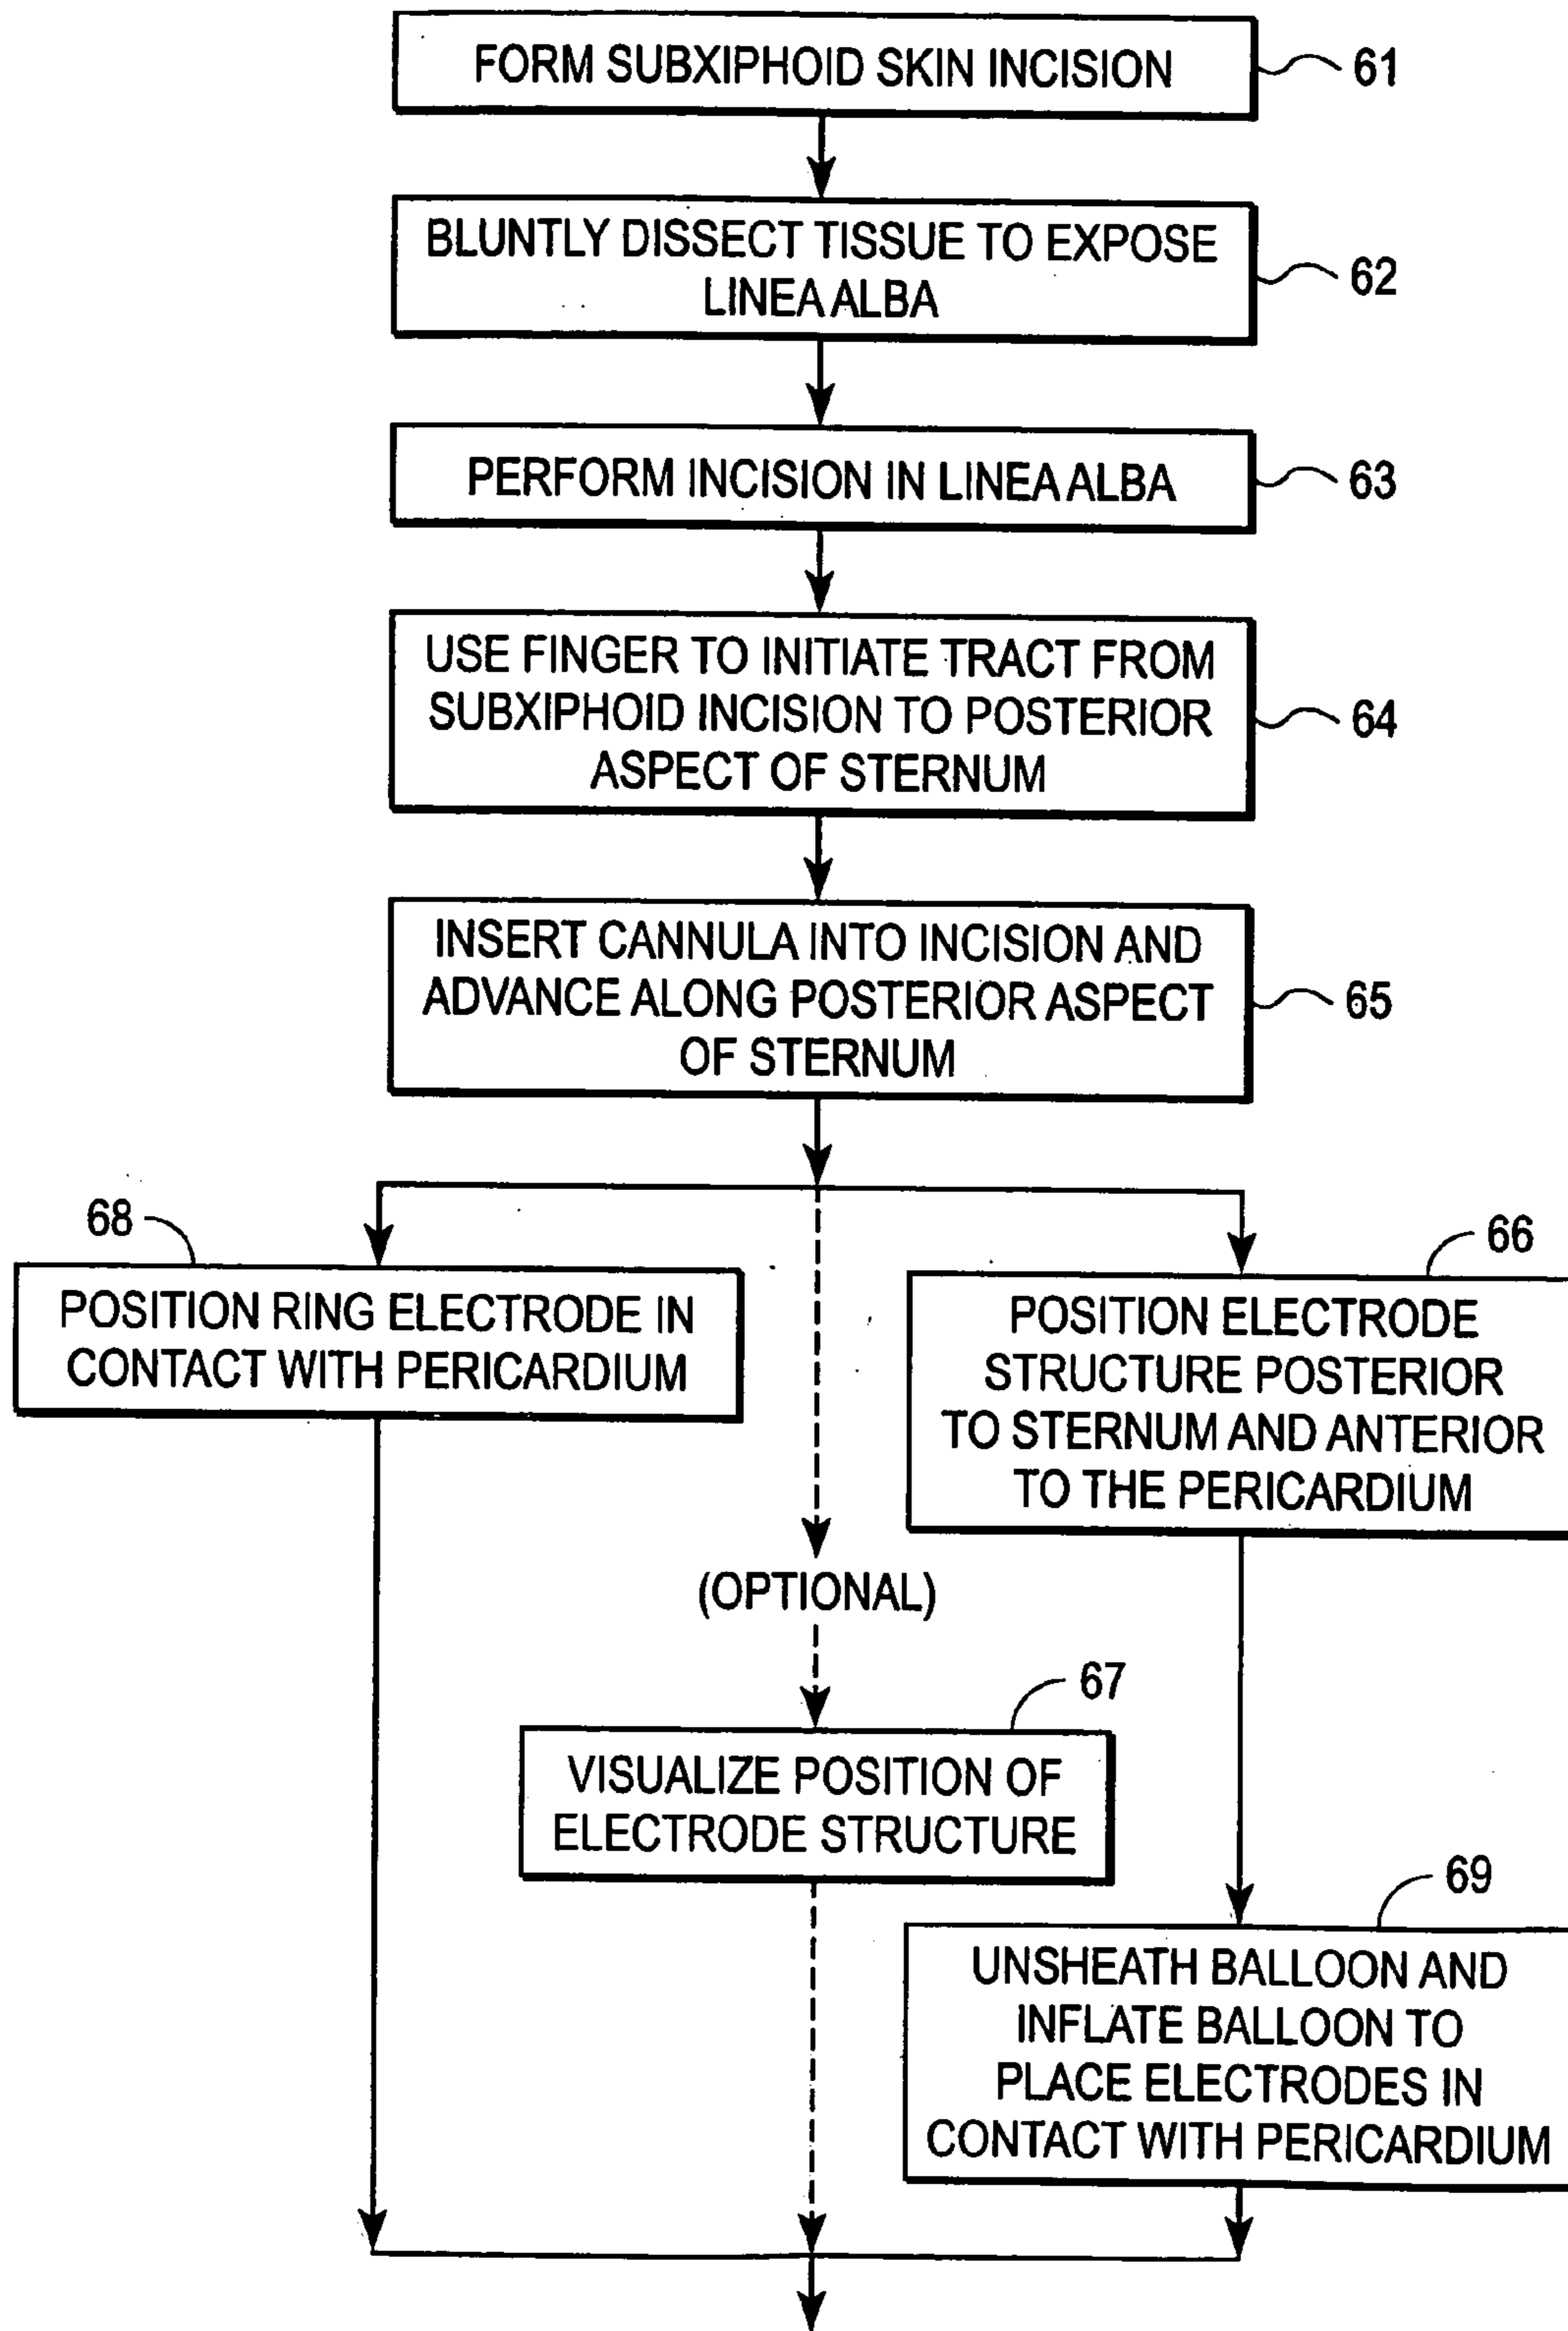 FORM SUBXIPHOID SKIN INCISION
61
BLUNTLY DISSECT TISSUE TO EXPOSE
LINEA ALBA
62
PERFORM INCISION IN LINEA ALBA
63
USE FINGER TO INITIATE TRACT FROM
SUBXIPHOID INCISION TO POSTERIOR
ASPECT OF STERNUM
64
INSERT CANNULA INTO INCISION AND
ADVANCE ALONG POSTERIOR ASPECT
OF STERNUM
65
68
POSITION RING ELECTRODE IN
CONTACT WITH PERICARDIUM
66
POSITION ELECTRODE
STRUCTURE POSTERIOR
TO STERNUM AND ANTERIOR
TO THE PERICARDIUM
(OPTIONAL)
67
VISUALIZE POSITION OF
ELECTRODE STRUCTURE
69
UNSHEATH BALLOON AND
INFLATE BALLOON TO
PLACE ELECTRODES IN
CONTACT WITH PERICARDIUM